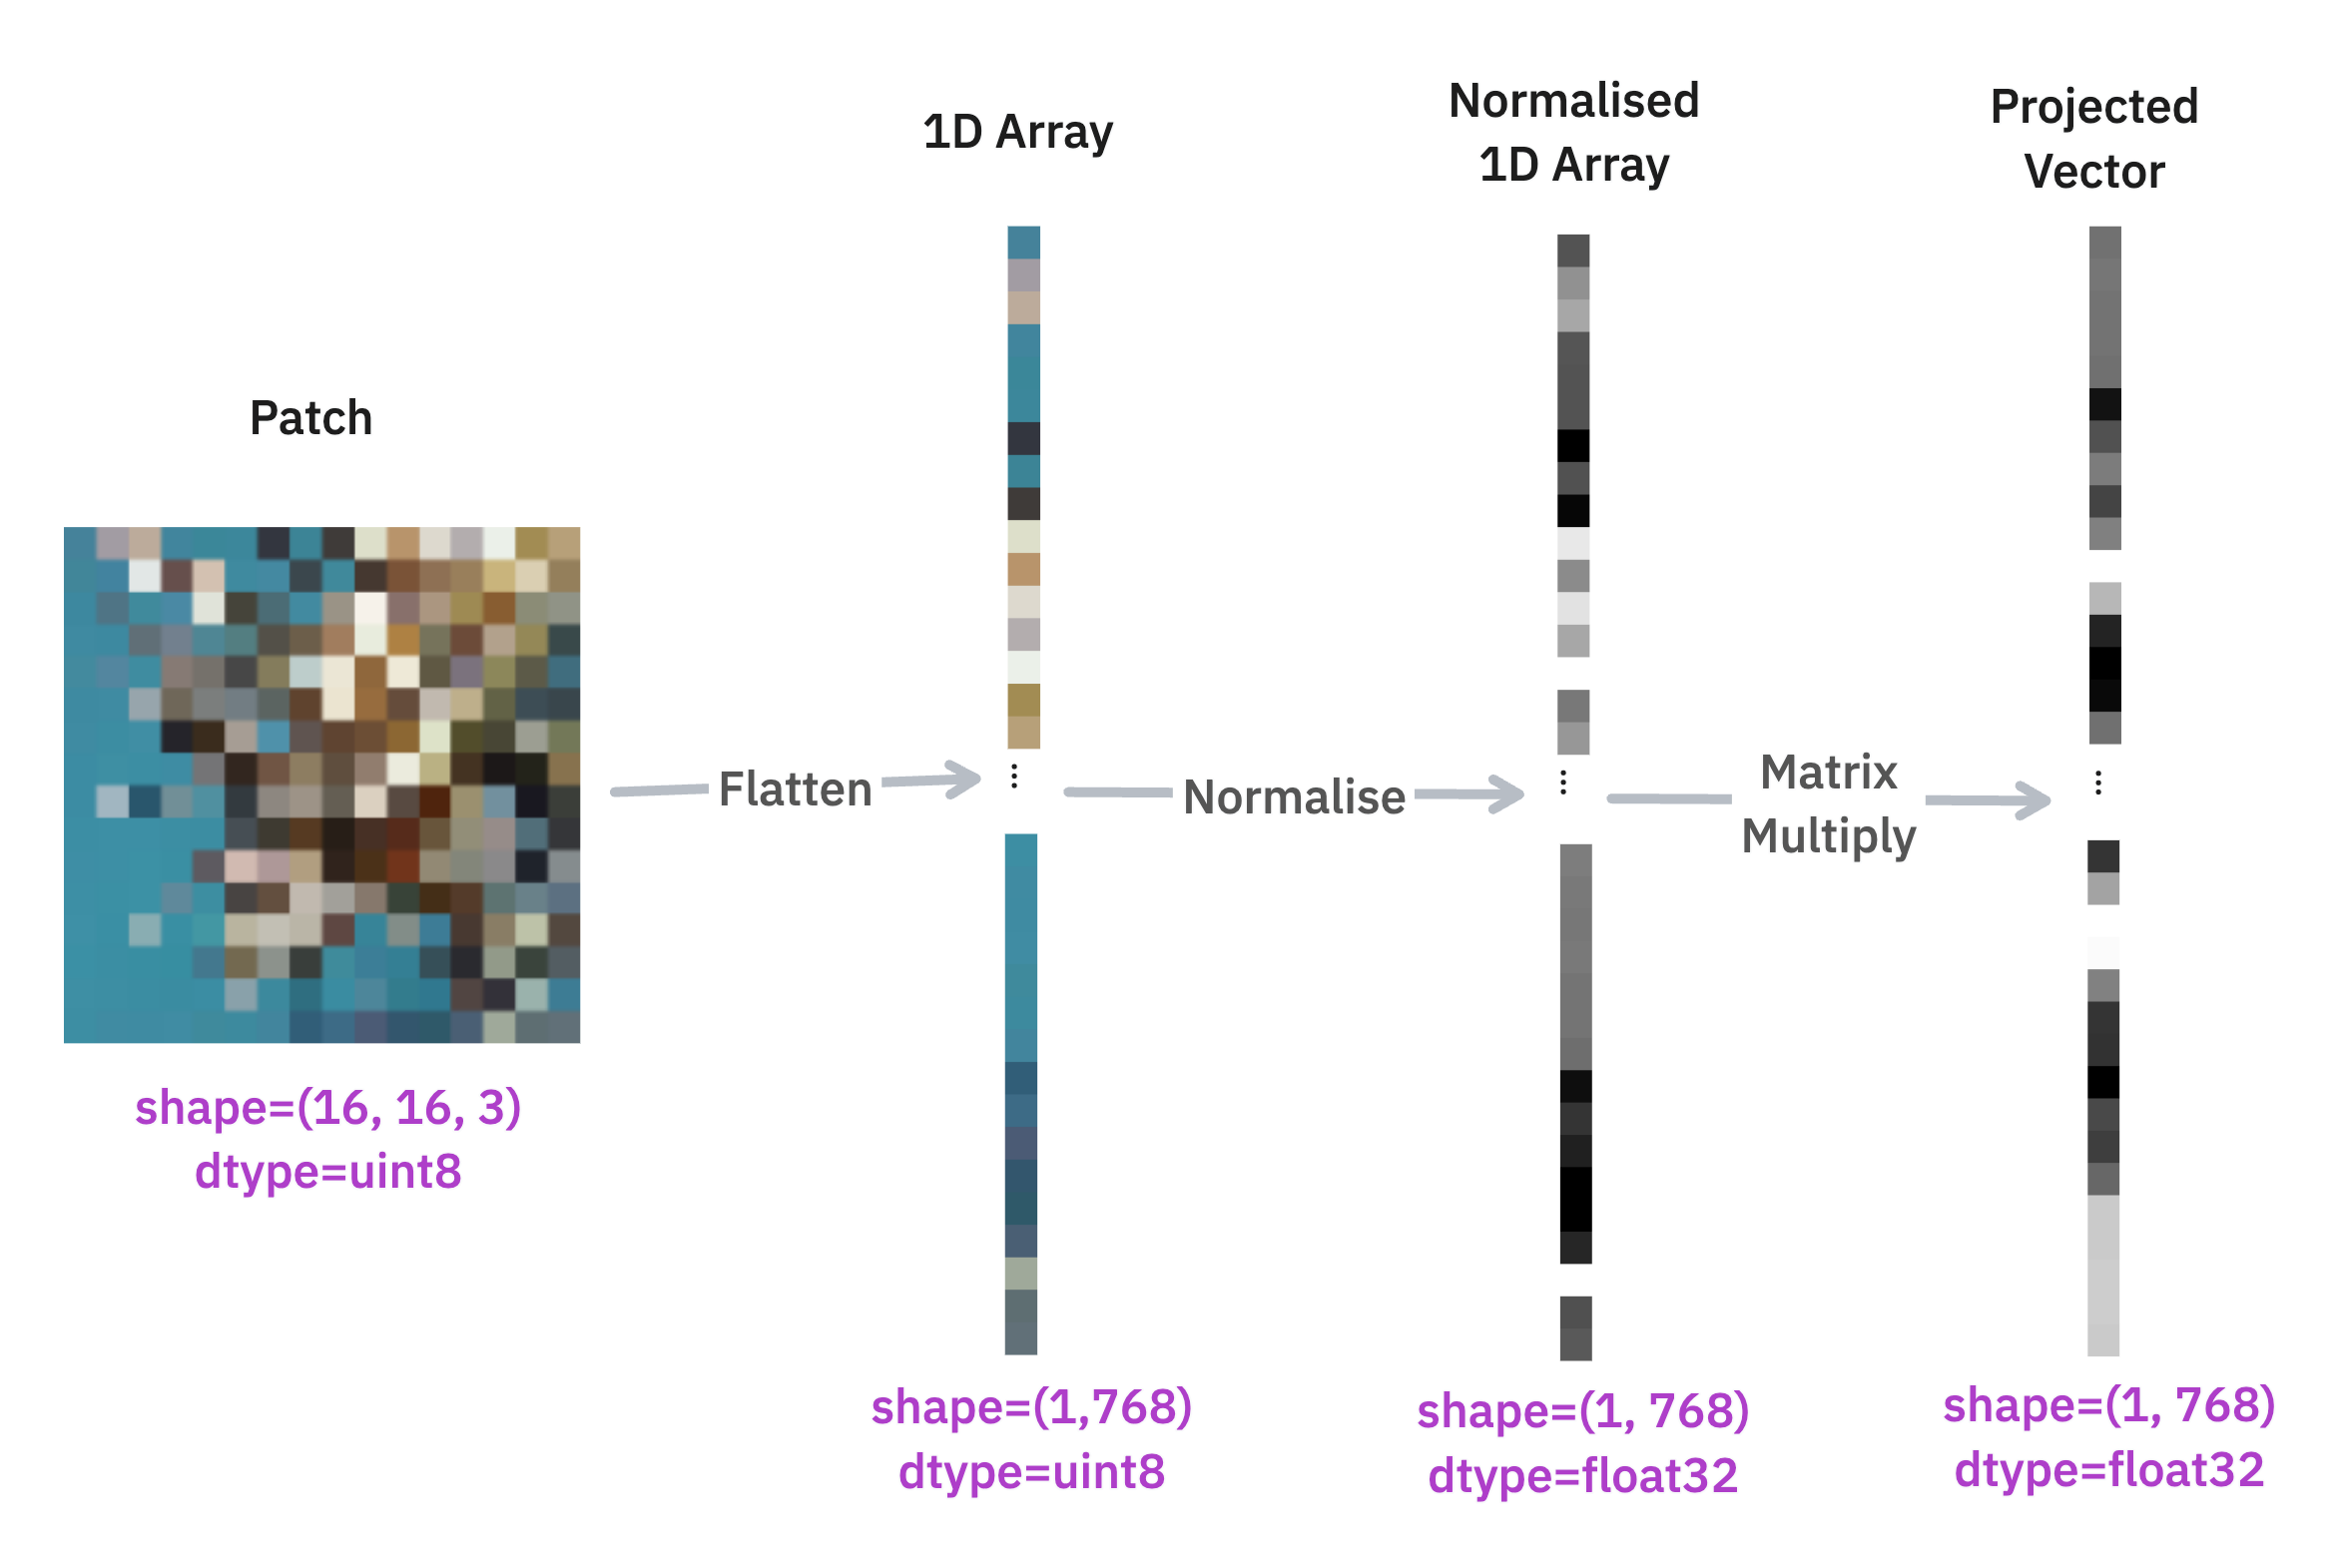 Patch
shape=(16, 16, 3)
dtype=uint8
Flatten
1D Array
shape=(1,768)
dtype=uint8
Normalise
Normalised
1D Array
shape=(1, 768)
dtype=float32
Matrix
Multiply
Projected
Vector
shape=(1, 768)
dtype=float32